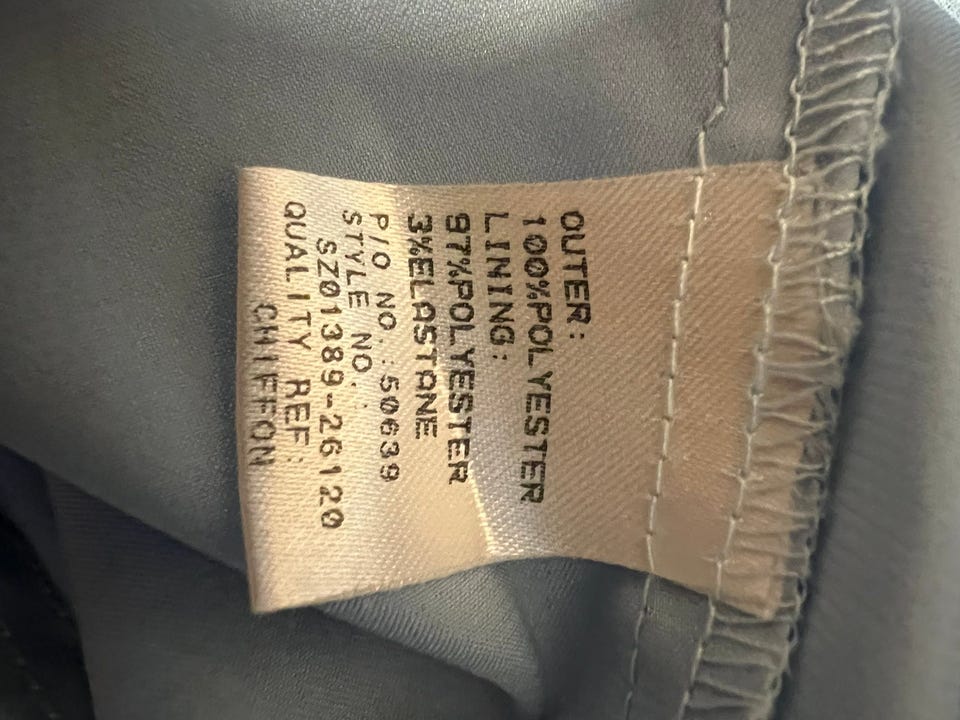 OUTER:
100%POLYESTER
LINING:
97%POLYESTER
3%ELASTANE
P/O NO.:50639
STYLE NO.:
SZ01389-26120
QUALITY REF:
CHIFFON